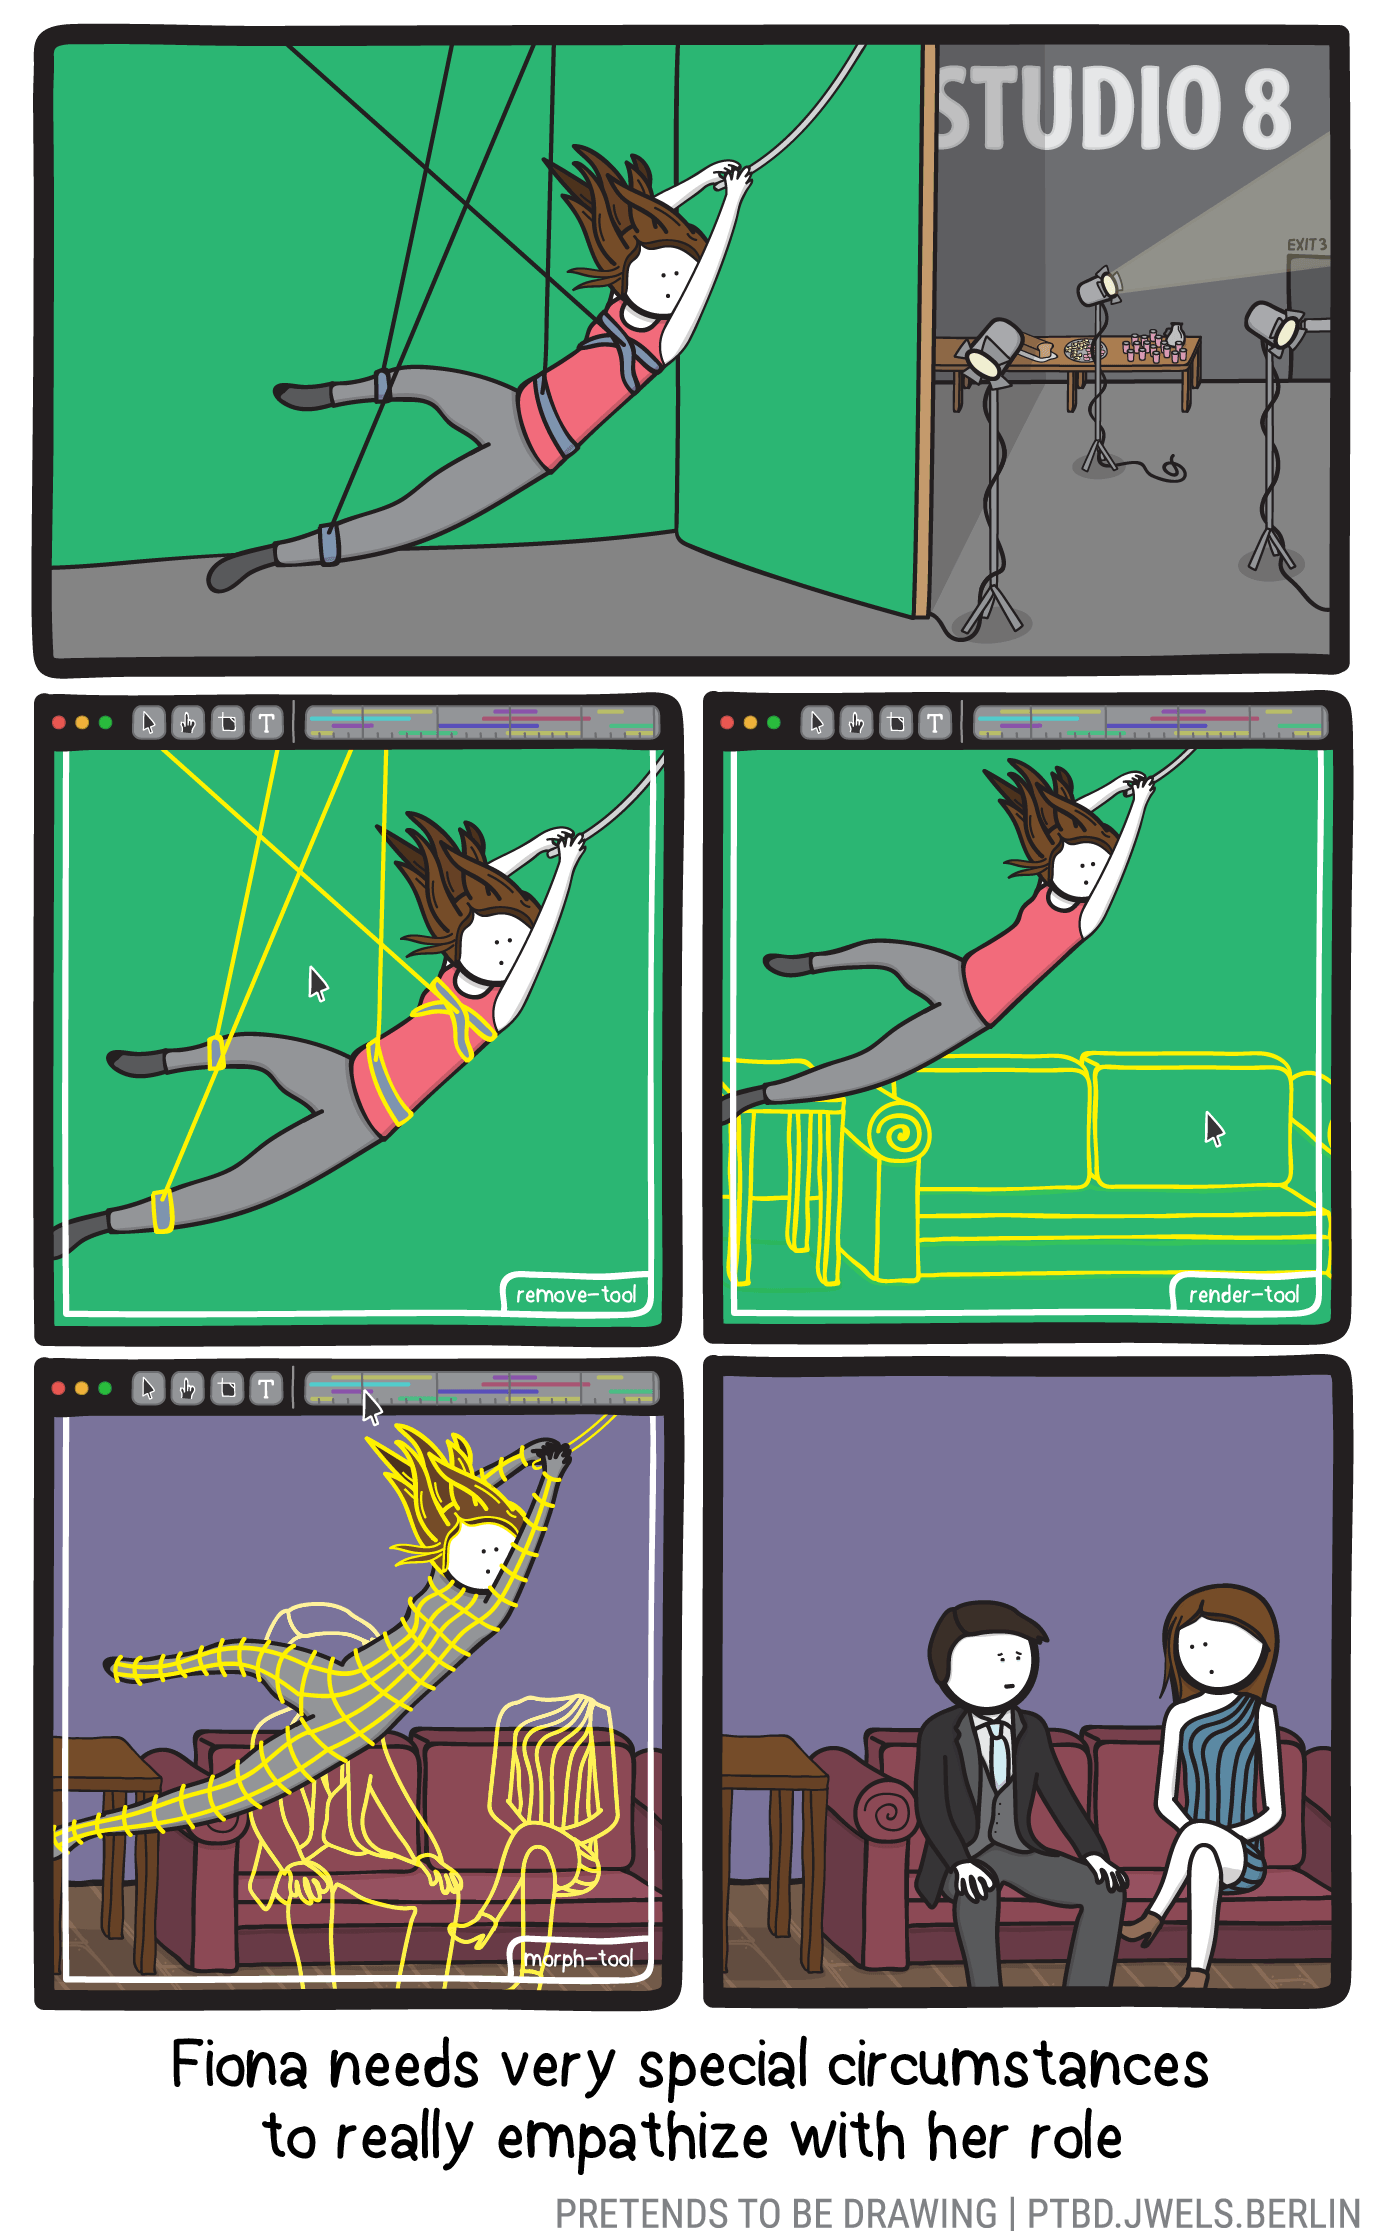 STUDIO 8
EXIT 3
T
T
remove-tool
render-tool
T
morph-tool
Fiona needs very special circumstances
to really empathize with her role
PRETENDS TO BE DRAWING | PTBD.JWELS.BERLIN